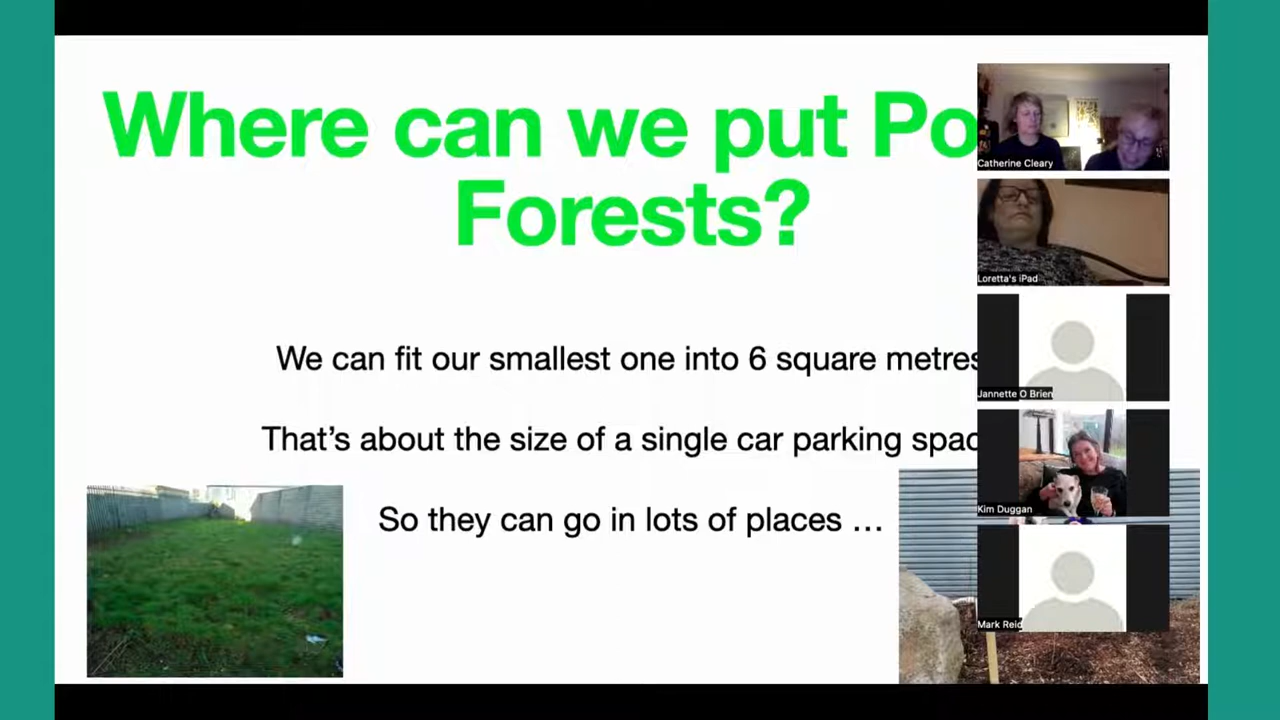 Where can we put Po
Forests?
We can fit our smallest one into 6 square metres
That's about the size of a single car parking spac
So they can go in lots of places …
Catherine Cleary
Loretta's iPad
Jannette O Brien
Kim Duggan
Mark Reid